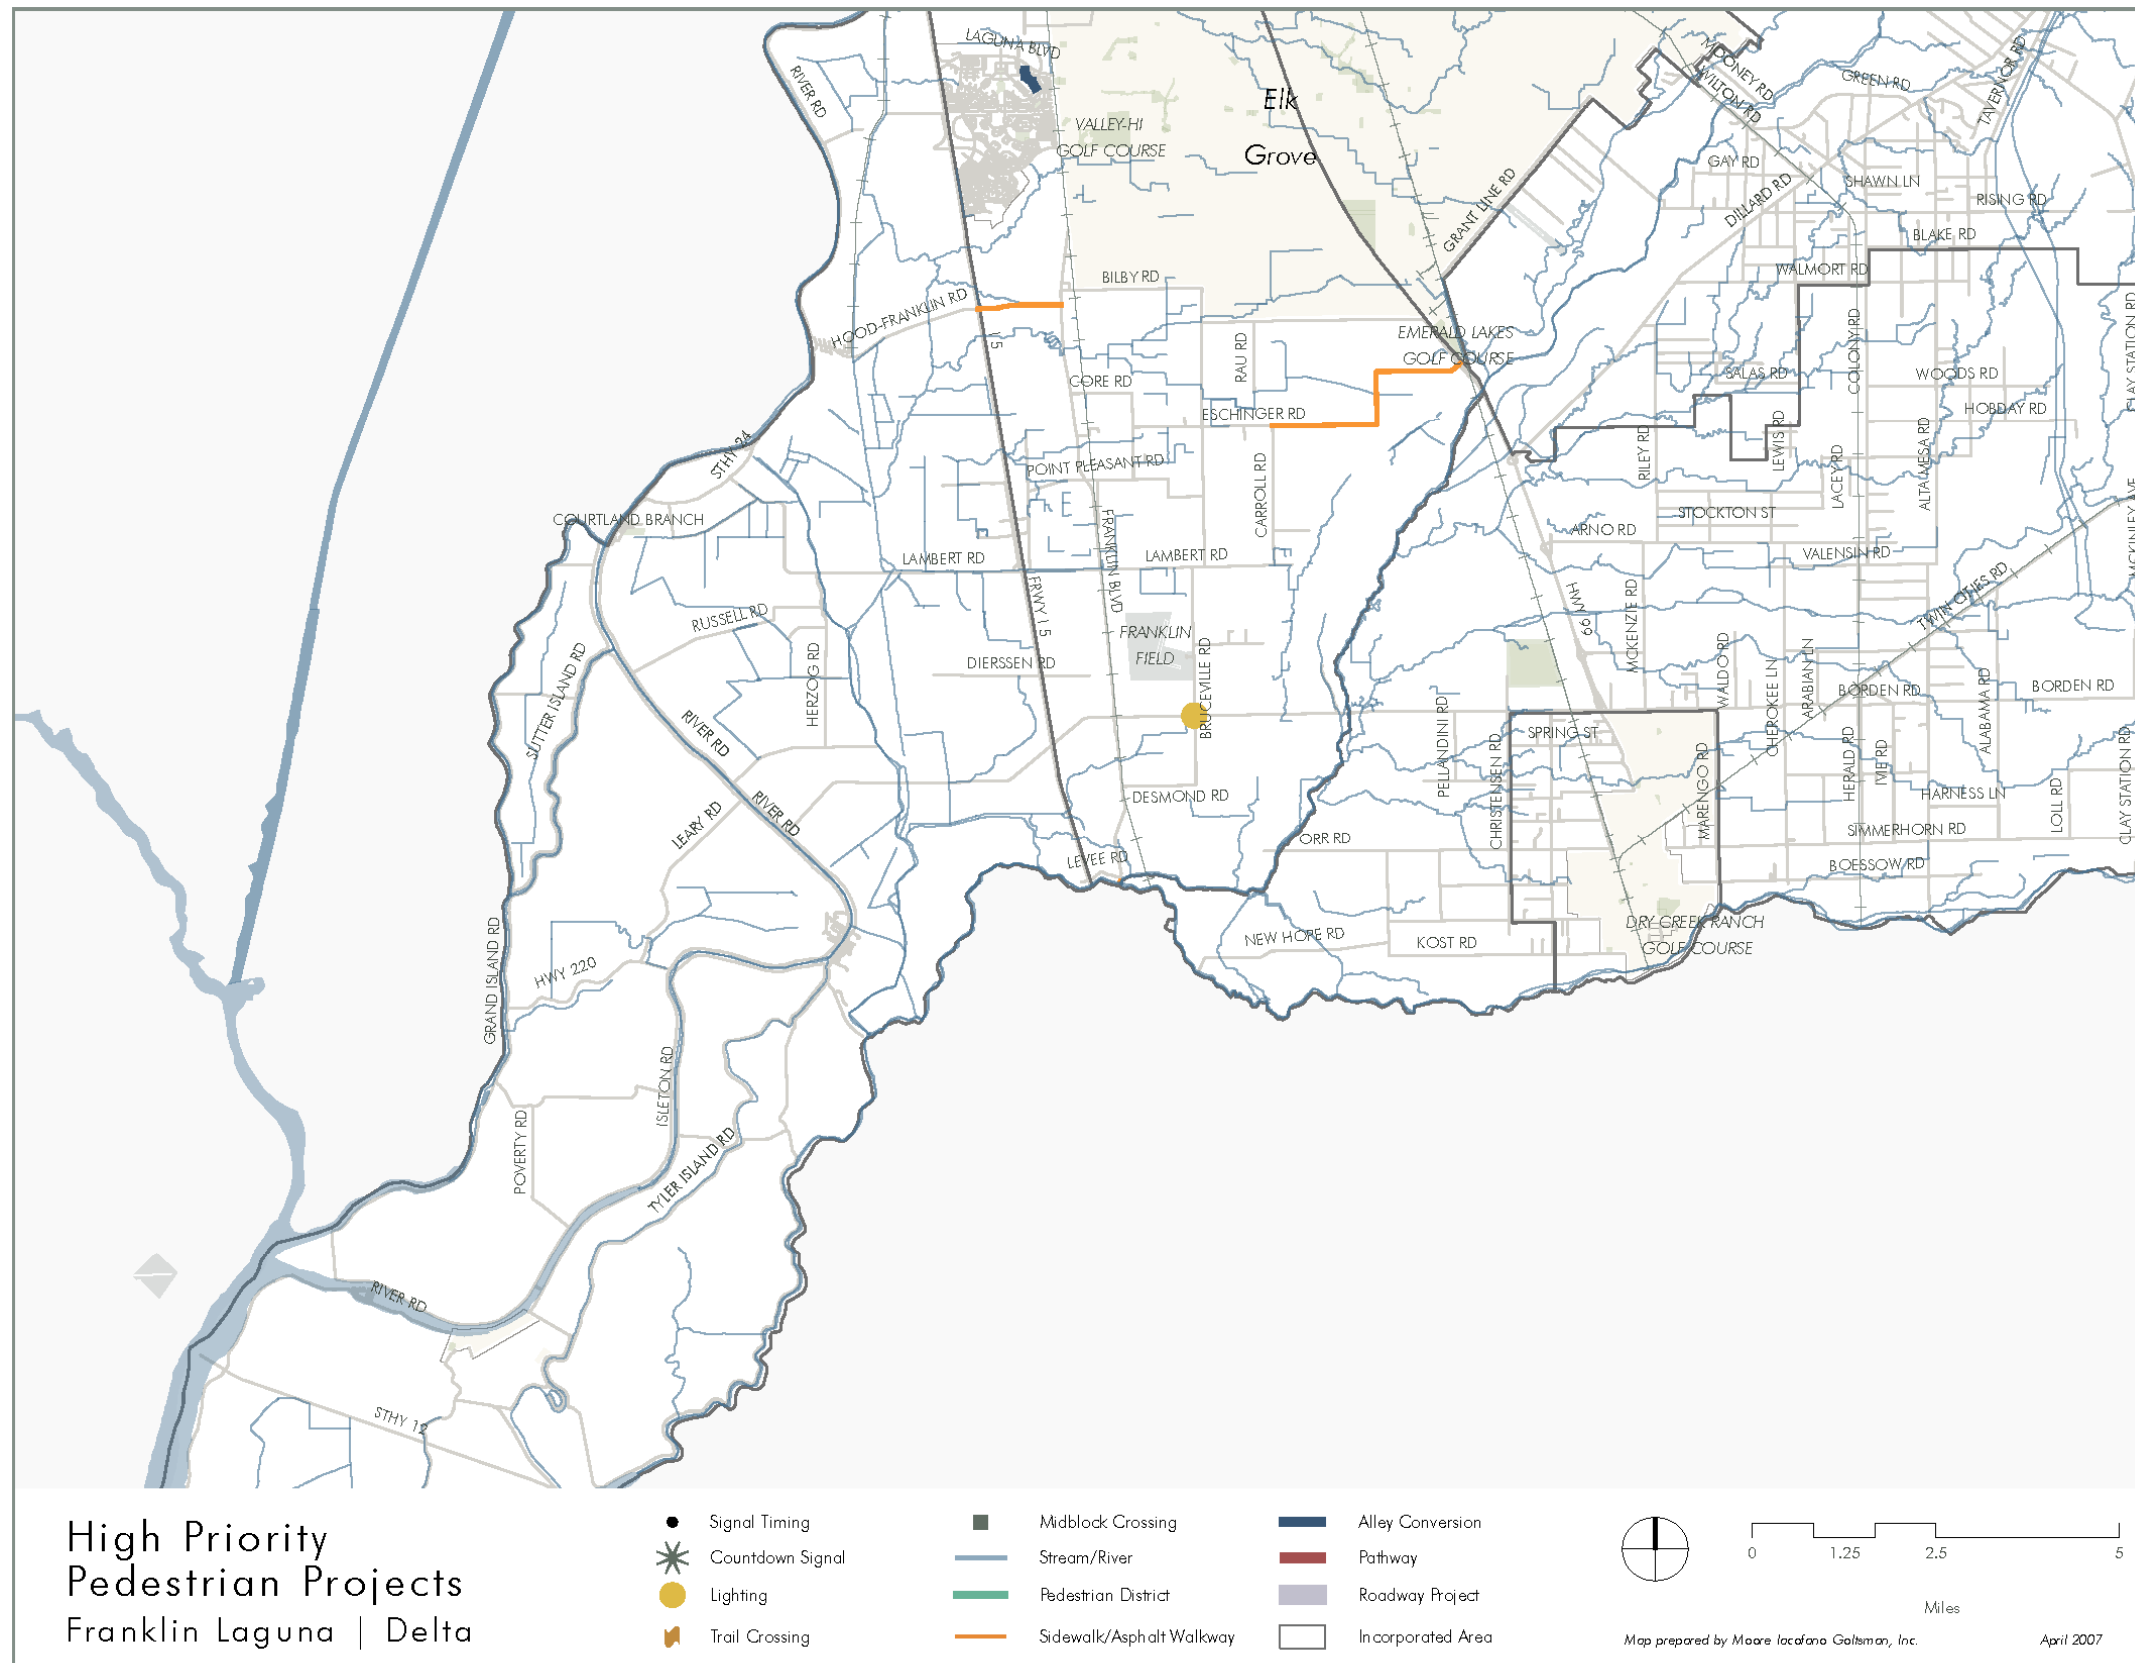 LAGUNA BLVD
RIVER RD
VALLEY-HI
GOLF COURSE
Elk
Grove
MOONEY RD
WILTON RD
GREEN RD
TAVERNOR RD
GAY RD
SHAWN LN
DILLARD RD
RISING RD
BLAKE RD
GRANT LINE RD
WALMORT RD
BILBY RD
HOOD-FRANKLIN RD
I 5
EMERALD LAKES
GOLF COURSE
RAU RD
CORE RD
ESCHINGER RD
SALAS RD
COLONY RD
WOODS RD
HOBDAY RD
CLAY STATION RD
STHY 24
POINT PLEASANT RD
CARROLL RD
RILEY RD
LEWIS RD
LACEY RD
ALTA MESA RD
MCKINLEY AVE
COURTLAND BRANCH
STOCKTON ST
ARNO RD
VALENSIN RD
LAMBERT RD
FRANKLIN BLVD
LAMBERT RD
FRWY I 5
HWY 99
MCKENZIE RD
TWIN CITIES RD
RUSSELL RD
FRANKLIN
FIELD
BRUCEVILLE RD
DIERSSEN RD
HERZOG RD
SUTTER ISLAND RD
WALDO RD
CHEROKEE LN
ARABIAN LN
BORDEN RD
ALABAMA RD
BORDEN RD
RIVER RD
PELLANDINI RD
CHRISTENSEN RD
SPRING ST
MARENGO RD
HERALD RD
IVIE RD
HARNESS LN
LOLL RD
CLAY STATION RD
DESMOND RD
LEARY RD
RIVER RD
ORR RD
SIMMERHORN RD
LEVEE RD
BOESSOW RD
GRAND ISLAND RD
HWY 220
NEW HOPE RD
KOST RD
DRY CREEK RANCH
GOLF COURSE
ISLETON RD
POVERTY RD
TYLER ISLAND RD
RIVER RD
STHY 12
High Priority
Pedestrian Projects
Franklin Laguna | Delta
Signal Timing
Countdown Signal
Lighting
Trail Crossing
Midblock Crossing
Stream/River
Pedestrian District
Sidewalk/Asphalt Walkway
Alley Conversion
Pathway
Roadway Project
Incorporated Area
0 1.25 2.5 5
Miles
Map prepared by Moore Iacofano Goltsman, Inc. April 2007